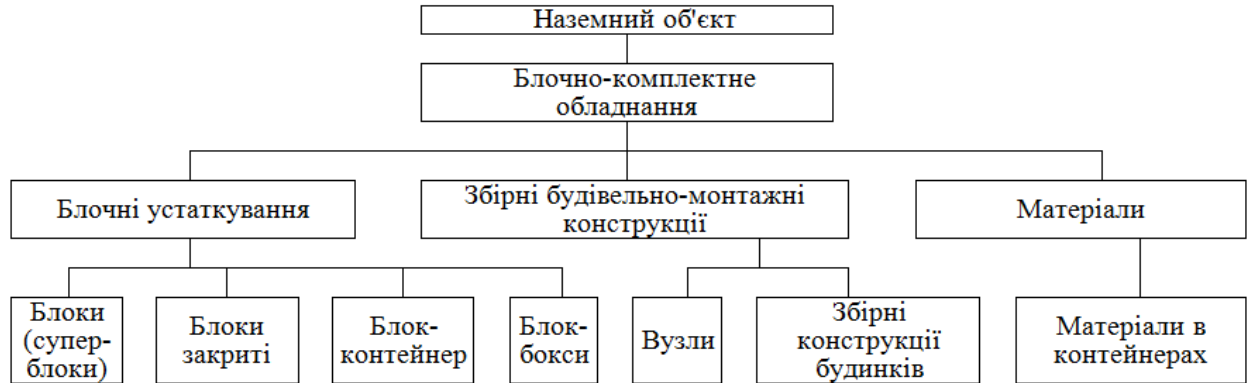 Наземний об'єкт
Блочно-комплектне
обладнання
Блочні устаткування
Збірні будівельно-монтажні
конструкції
Матеріали
Блоки
(супер-
блоки)
Блоки
закриті
Блок-
контейнер
Блок-
бокси
Вузли
Збірні
конструкції
будинків
Матеріали в
контейнерах